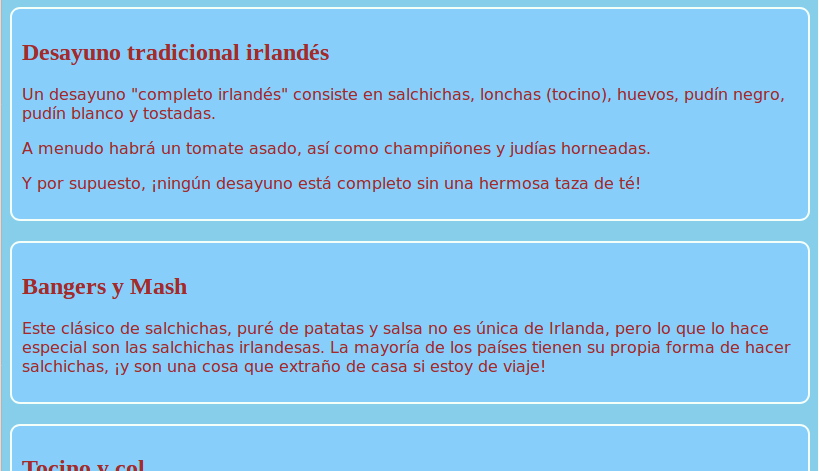 Desayuno tradicional irlandés
Un desayuno "completo irlandés" consiste en salchichas, lonchas (tocino), huevos, pudín negro,
pudín blanco y tostadas.
A menudo habrá un tomate asado, así como champiñones y judías horneadas.
Y por supuesto, ¡ningún desayuno está completo sin una hermosa taza de té!
Bangers y Mash
Este clásico de salchichas, puré de patatas y salsa no es única de Irlanda, pero lo que lo hace
especial son las salchichas irlandesas. La mayoría de los países tienen su propia forma de hacer
salchichas, ¡y son una cosa que extraño de casa si estoy de viaje!
Tocino y col